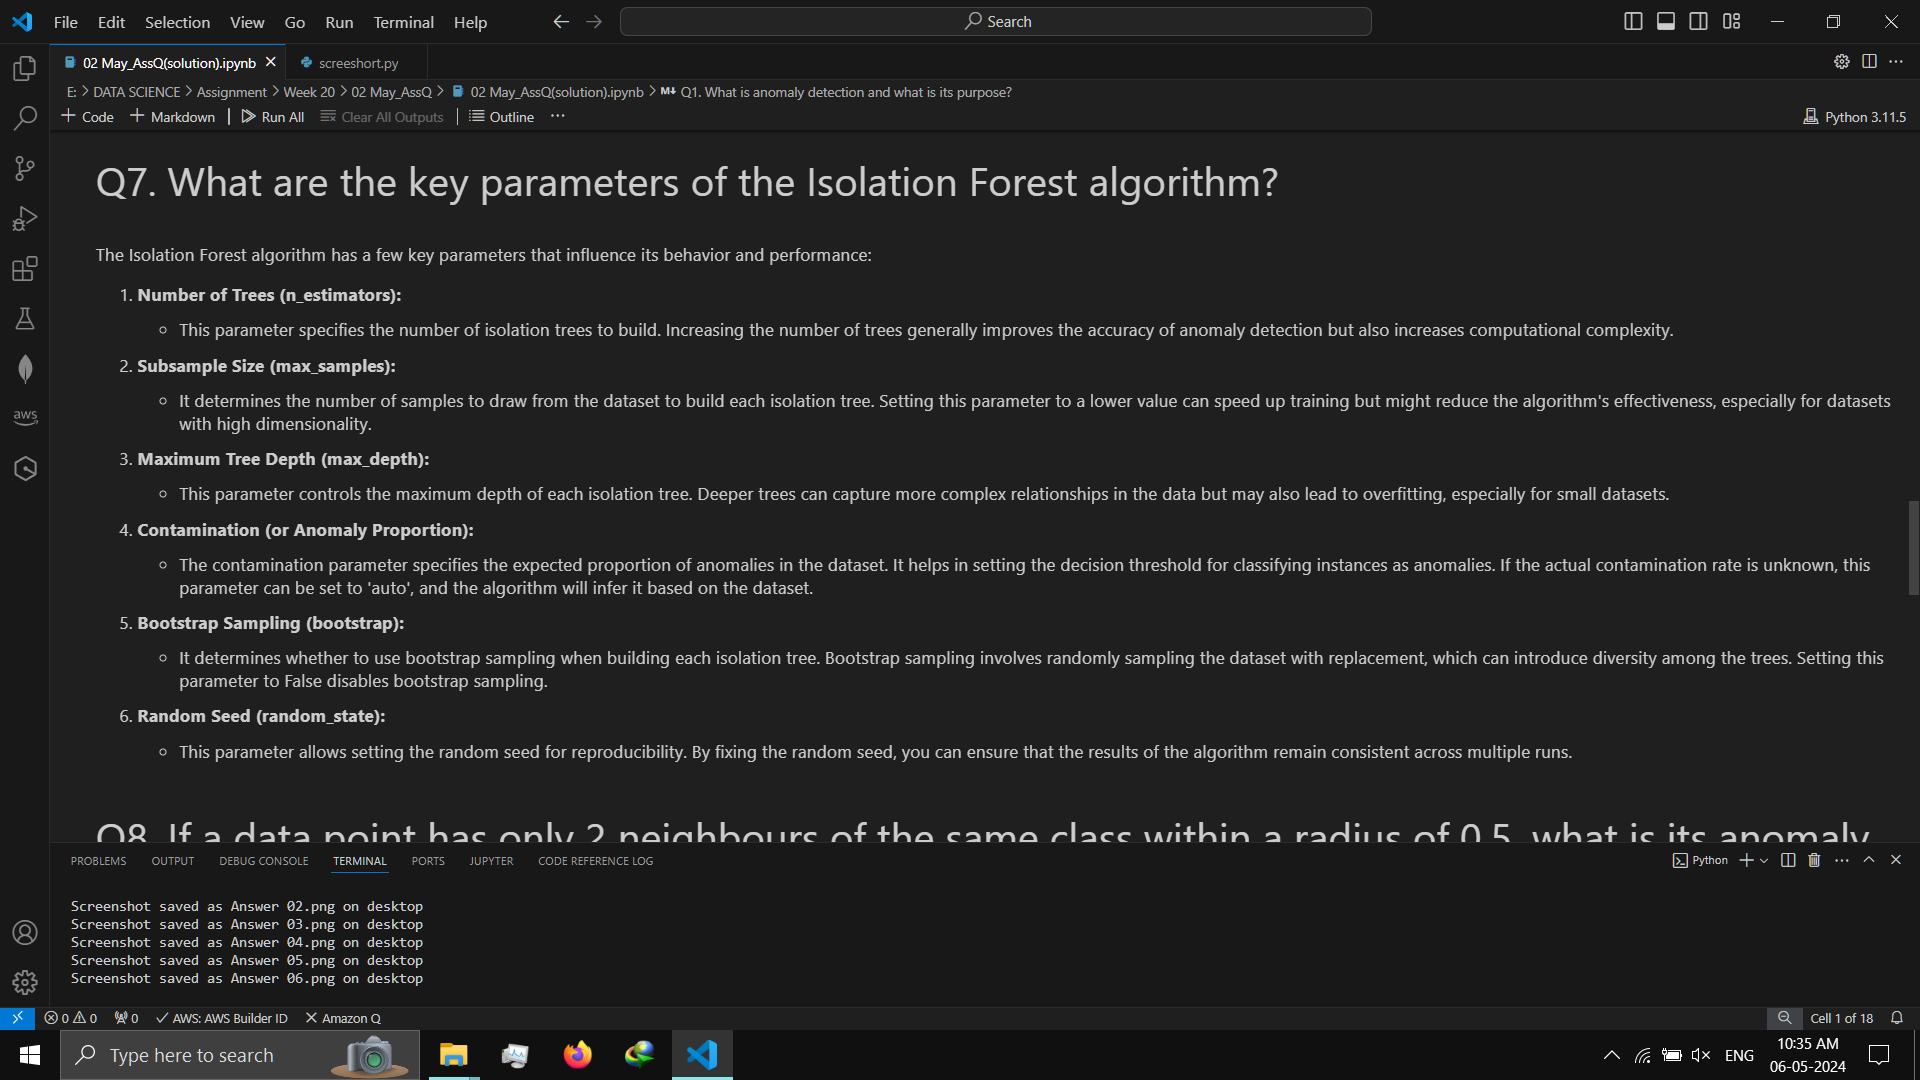 File Edit Selection View Go Run Terminal Help Search
02 May_AssQ(solution).ipynb screeshort.py
E: > DATA SCIENCE > Assignment > Week 20 > 02 May_AssQ > 02 May_AssQ(solution).ipynb > M↓ Q1. What is anomaly detection and what is its purpose?
+ Code + Markdown | Run All Clear All Outputs | Outline ... Python 3.11.5
Q7. What are the key parameters of the Isolation Forest algorithm?
The Isolation Forest algorithm has a few key parameters that influence its behavior and performance:
1. Number of Trees (n_estimators):
This parameter specifies the number of isolation trees to build. Increasing the number of trees generally improves the accuracy of anomaly detection but also increases computational complexity.
2. Subsample Size (max_samples):
It determines the number of samples to draw from the dataset to build each isolation tree. Setting this parameter to a lower value can speed up training but might reduce the algorithm's effectiveness, especially for datasets
with high dimensionality.
3. Maximum Tree Depth (max_depth):
This parameter controls the maximum depth of each isolation tree. Deeper trees can capture more complex relationships in the data but may also lead to overfitting, especially for small datasets.
4. Contamination (or Anomaly Proportion):
The contamination parameter specifies the expected proportion of anomalies in the dataset. It helps in setting the decision threshold for classifying instances as anomalies. If the actual contamination rate is unknown, this
parameter can be set to 'auto', and the algorithm will infer it based on the dataset.
5. Bootstrap Sampling (bootstrap):
It determines whether to use bootstrap sampling when building each isolation tree. Bootstrap sampling involves randomly sampling the dataset with replacement, which can introduce diversity among the trees. Setting this
parameter to False disables bootstrap sampling.
6. Random Seed (random_state):
This parameter allows setting the random seed for reproducibility. By fixing the random seed, you can ensure that the results of the algorithm remain consistent across multiple runs.
Q8. If a data point has only 2 neighbours of the same class within a radius of 0.5, what is its anomaly
PROBLEMS OUTPUT DEBUG CONSOLE TERMINAL PORTS JUPYTER CODE REFERENCE LOG Python
Screenshot saved as Answer 02.png on desktop
Screenshot saved as Answer 03.png on desktop
Screenshot saved as Answer 04.png on desktop
Screenshot saved as Answer 05.png on desktop
Screenshot saved as Answer 06.png on desktop
aws
0 0 0 AWS: AWS Builder ID Amazon Q Cell 1 of 18
Type here to search ENG 10:35 AM
06-05-2024